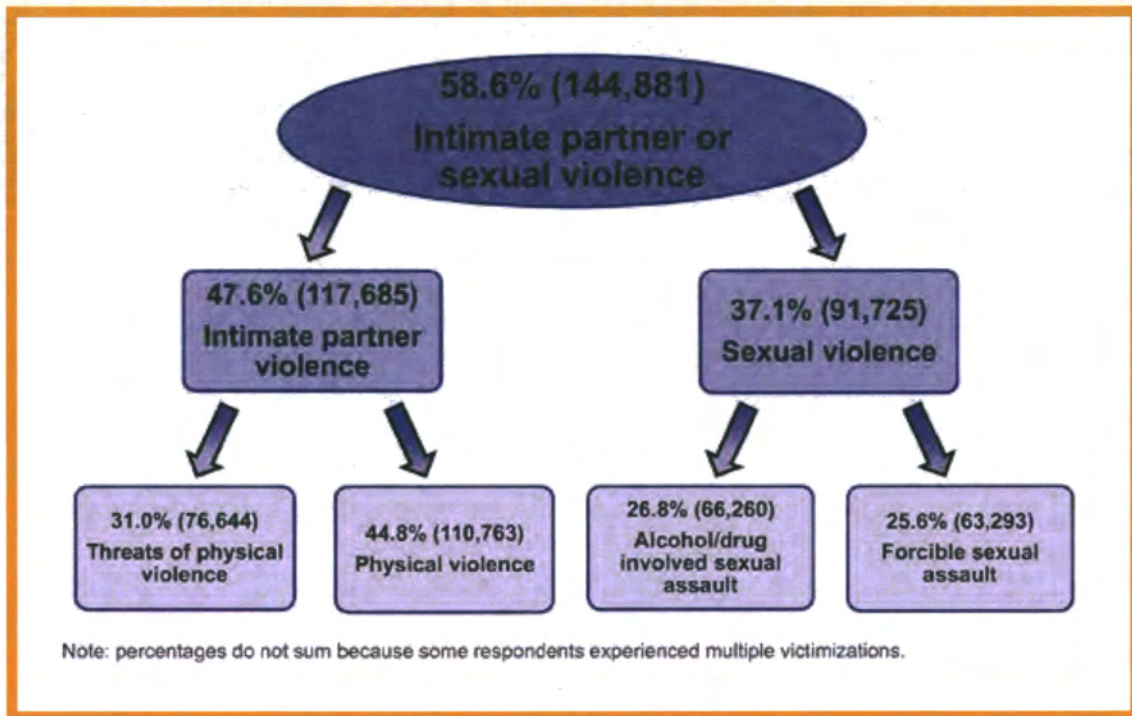 58.6% (144,881)
Intimate partner or
sexual violence
47.6% (117,685)
Intimate partner
violence
37.1% (91,725)
Sexual violence
31.0% (76,644)
Threats of physical
violence
44.8% (110,763)
Physical violence
26.8% (66,260)
Alcohol/drug
involved sexual
assault
25.6% (63,293)
Forcible sexual
assault
Note: percentages do not sum because some respondents experienced multiple victimizations.